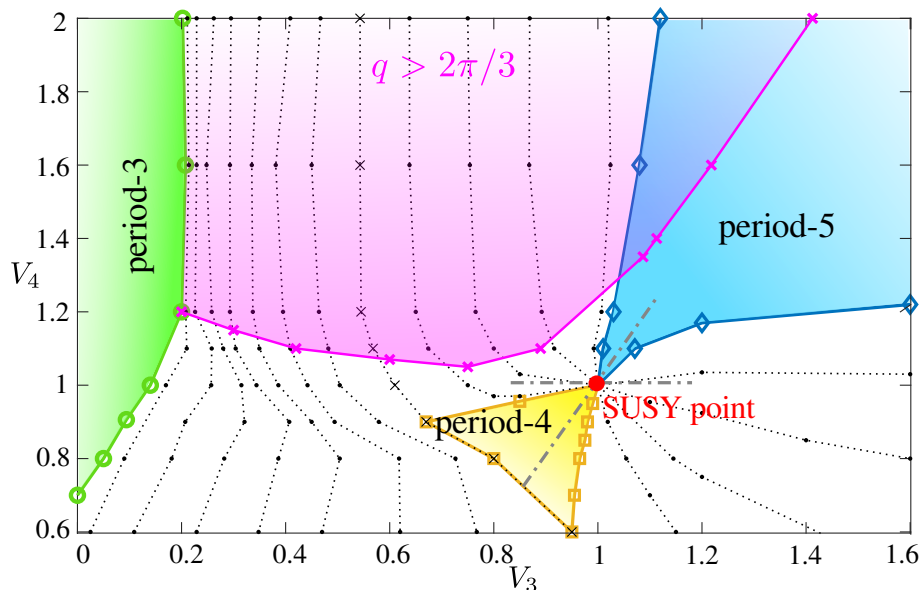 2
1.8
1.6
1.4
1.2
1
0.8
0.6
V₄
q > 2π/3
period-3
period-5
period-4
SUSY point
0 0.2 0.4 0.6 0.8 1 1.2 1.4 1.6
V₃